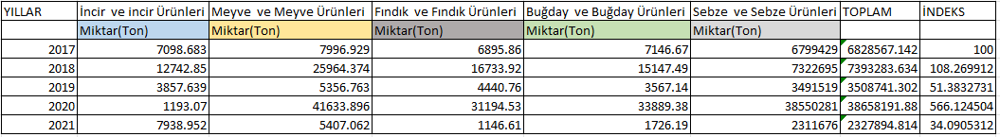 YILLAR İncir ve incir Ürünleri Meyve ve Meyve Ürünleri Fındık ve Fındık Ürünleri Buğday ve Buğday Ürünleri Sebze ve Sebze Ürünleri TOPLAM İNDEKS
Miktar(Ton) Miktar(Ton) Miktar(Ton) Miktar(Ton) Miktar(Ton)
2017 7098.683 7996.929 6895.86 7146.67 6799429 6828567.142 100
2018 12742.85 25964.374 16733.92 15147.49 7322695 7393283.634 108.269912
2019 3857.639 5356.763 4440.76 3567.14 3491519 3508741.302 51.3832731
2020 1193.07 41633.896 31194.53 33889.38 38550281 38658191.88 566.124504
2021 7938.952 5407.062 1146.61 1726.19 2311676 2327894.814 34.0905312